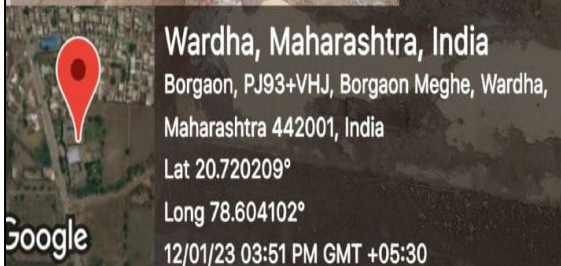 Wardha, Maharashtra, India
Borgaon, PJ93+VHJ, Borgaon Meghe, Wardha,
Maharashtra 442001, India
Lat 20.720209°
Long 78.604102°
12/01/23 03:51 PM GMT +05:30
Google